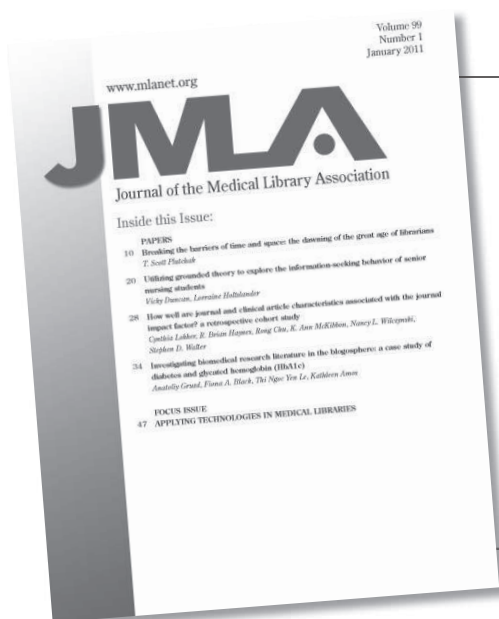 Volume 99
Number 1
January 2011
www.mlanet.org
JMLA
Journal of the Medical Library Association
Inside this Issue:
PAPERS
10 Breaking the barriers of time and space: the dawning of the great age of librarians
T. Scott Plutchak
20 Utilizing grounded theory to explore the information-seeking behavior of senior
nursing students
Vicky Duncan, Lorraine Holtslander
28 How well are journal and clinical article characteristics associated with the journal
impact factor? a retrospective cohort study
Cynthia Lokker, R. Brian Haynes, Rong Chu, K. Ann McKibbon, Nancy L. Wilczynski,
Stephen D. Walter
34 Investigating biomedical research literature in the blogosphere: a case study of
diabetes and glycated hemoglobin (HbA1c)
Anatoliy Gruzd, Fiona A. Black, Thi Ngoc Yen Le, Kathleen Amos
FOCUS ISSUE
47 APPLYING TECHNOLOGIES IN MEDICAL LIBRARIES